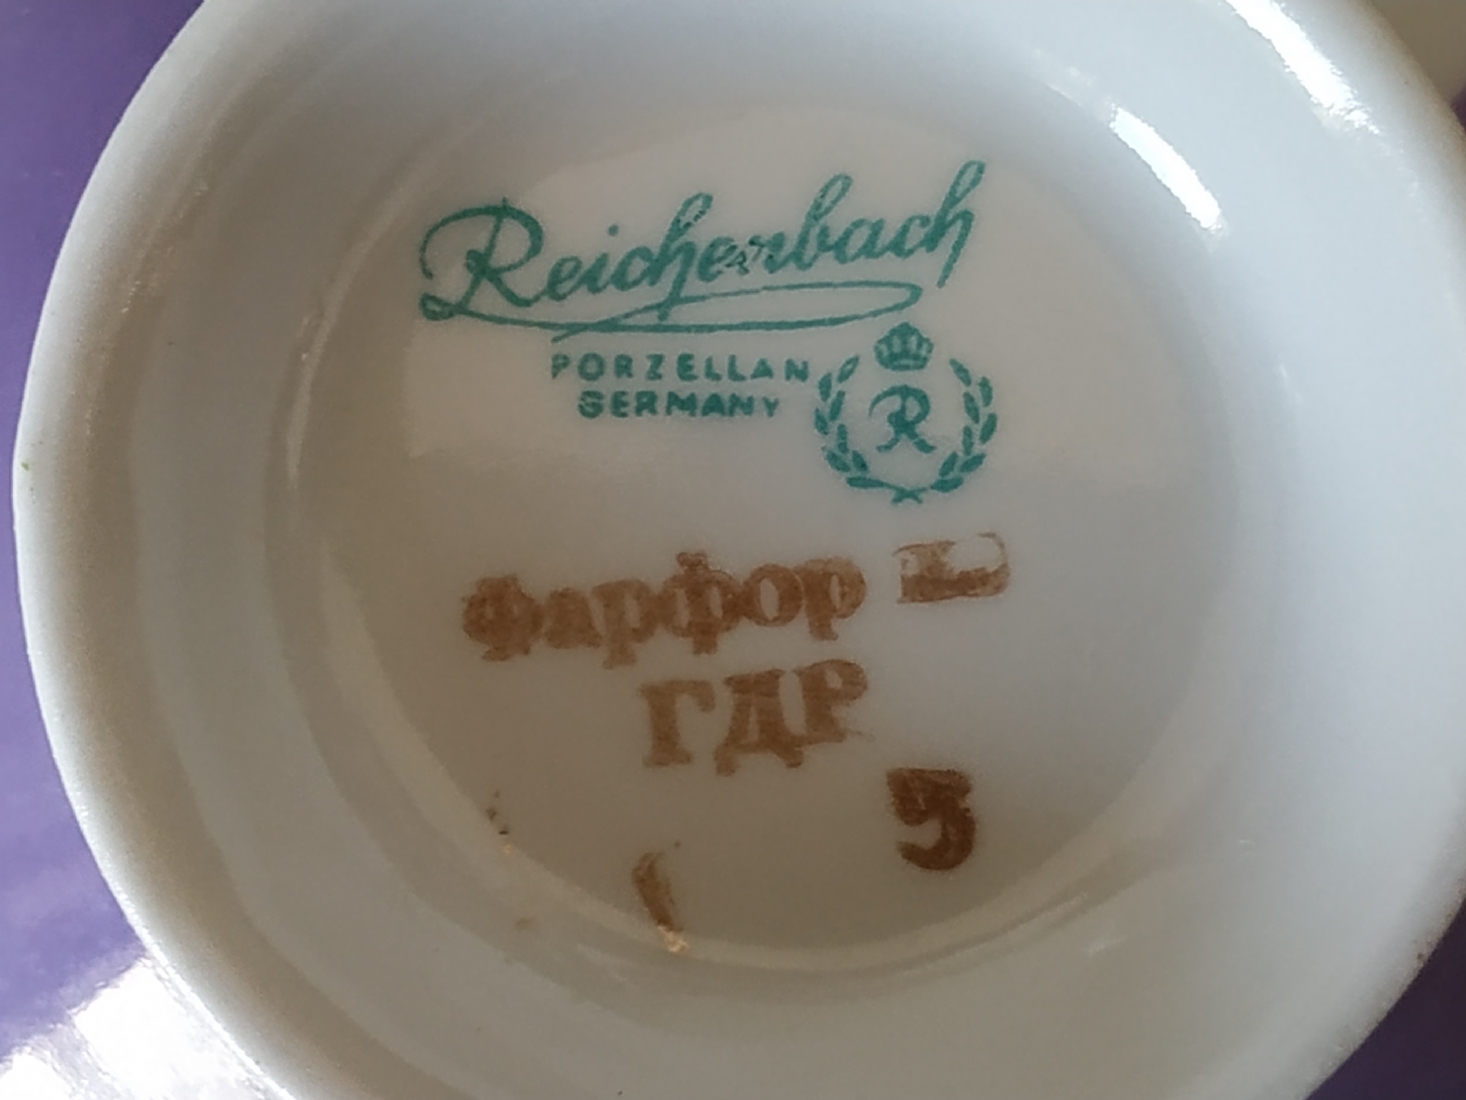 Reichenbach
PORZELLAN
GERMANY
R
Фарфор
ГДР
5